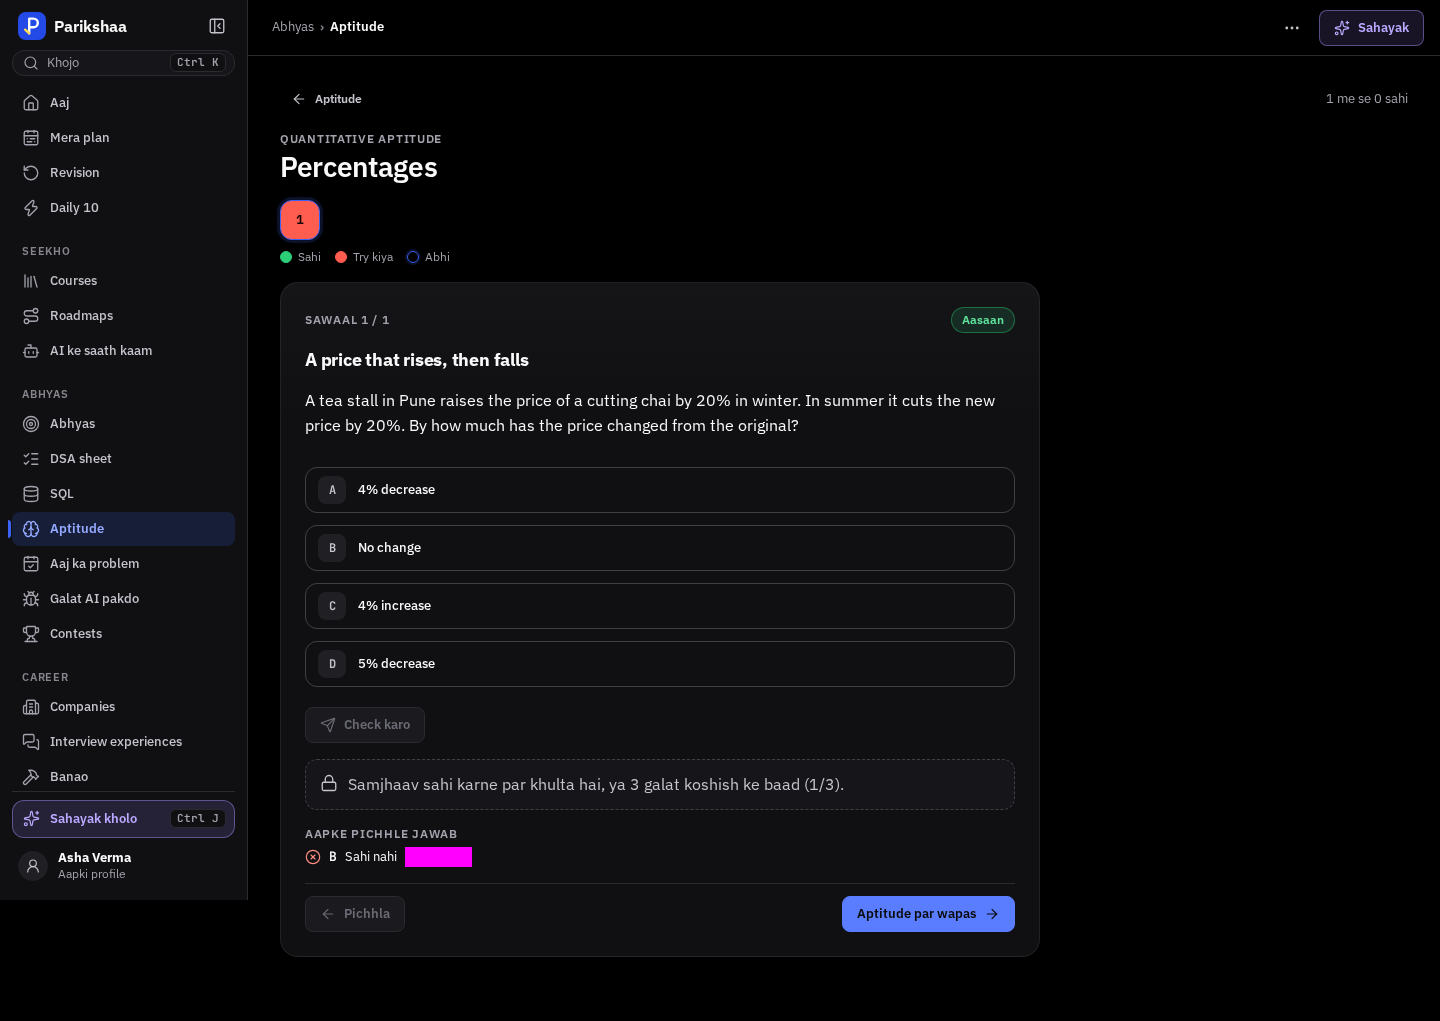 Parikshaa
Khojo Ctrl K
Aaj
Mera plan
Revision
Daily 10
SEEKHO
Courses
Roadmaps
AI ke saath kaam
ABHYAS
Abhyas
DSA sheet
SQL
Aptitude
Aaj ka problem
Galat AI pakdo
Contests
CAREER
Companies
Interview experiences
Banao
Sahayak kholo Ctrl J
Asha Verma
Aapki profile
Abhyas › Aptitude
Sahayak
Aptitude
1 me se 0 sahi
QUANTITATIVE APTITUDE
Percentages
1
Sahi Try kiya Abhi
SAWAAL 1 / 1
Aasaan
A price that rises, then falls
A tea stall in Pune raises the price of a cutting chai by 20% in winter. In summer it cuts the new
price by 20%. By how much has the price changed from the original?
A 4% decrease
B No change
C 4% increase
D 5% decrease
Check karo
Samjhaav sahi karne par khulta hai, ya 3 galat koshish ke baad (1/3).
AAPKE PICHHLE JAWAB
B Sahi nahi
Pichhla
Aptitude par wapas